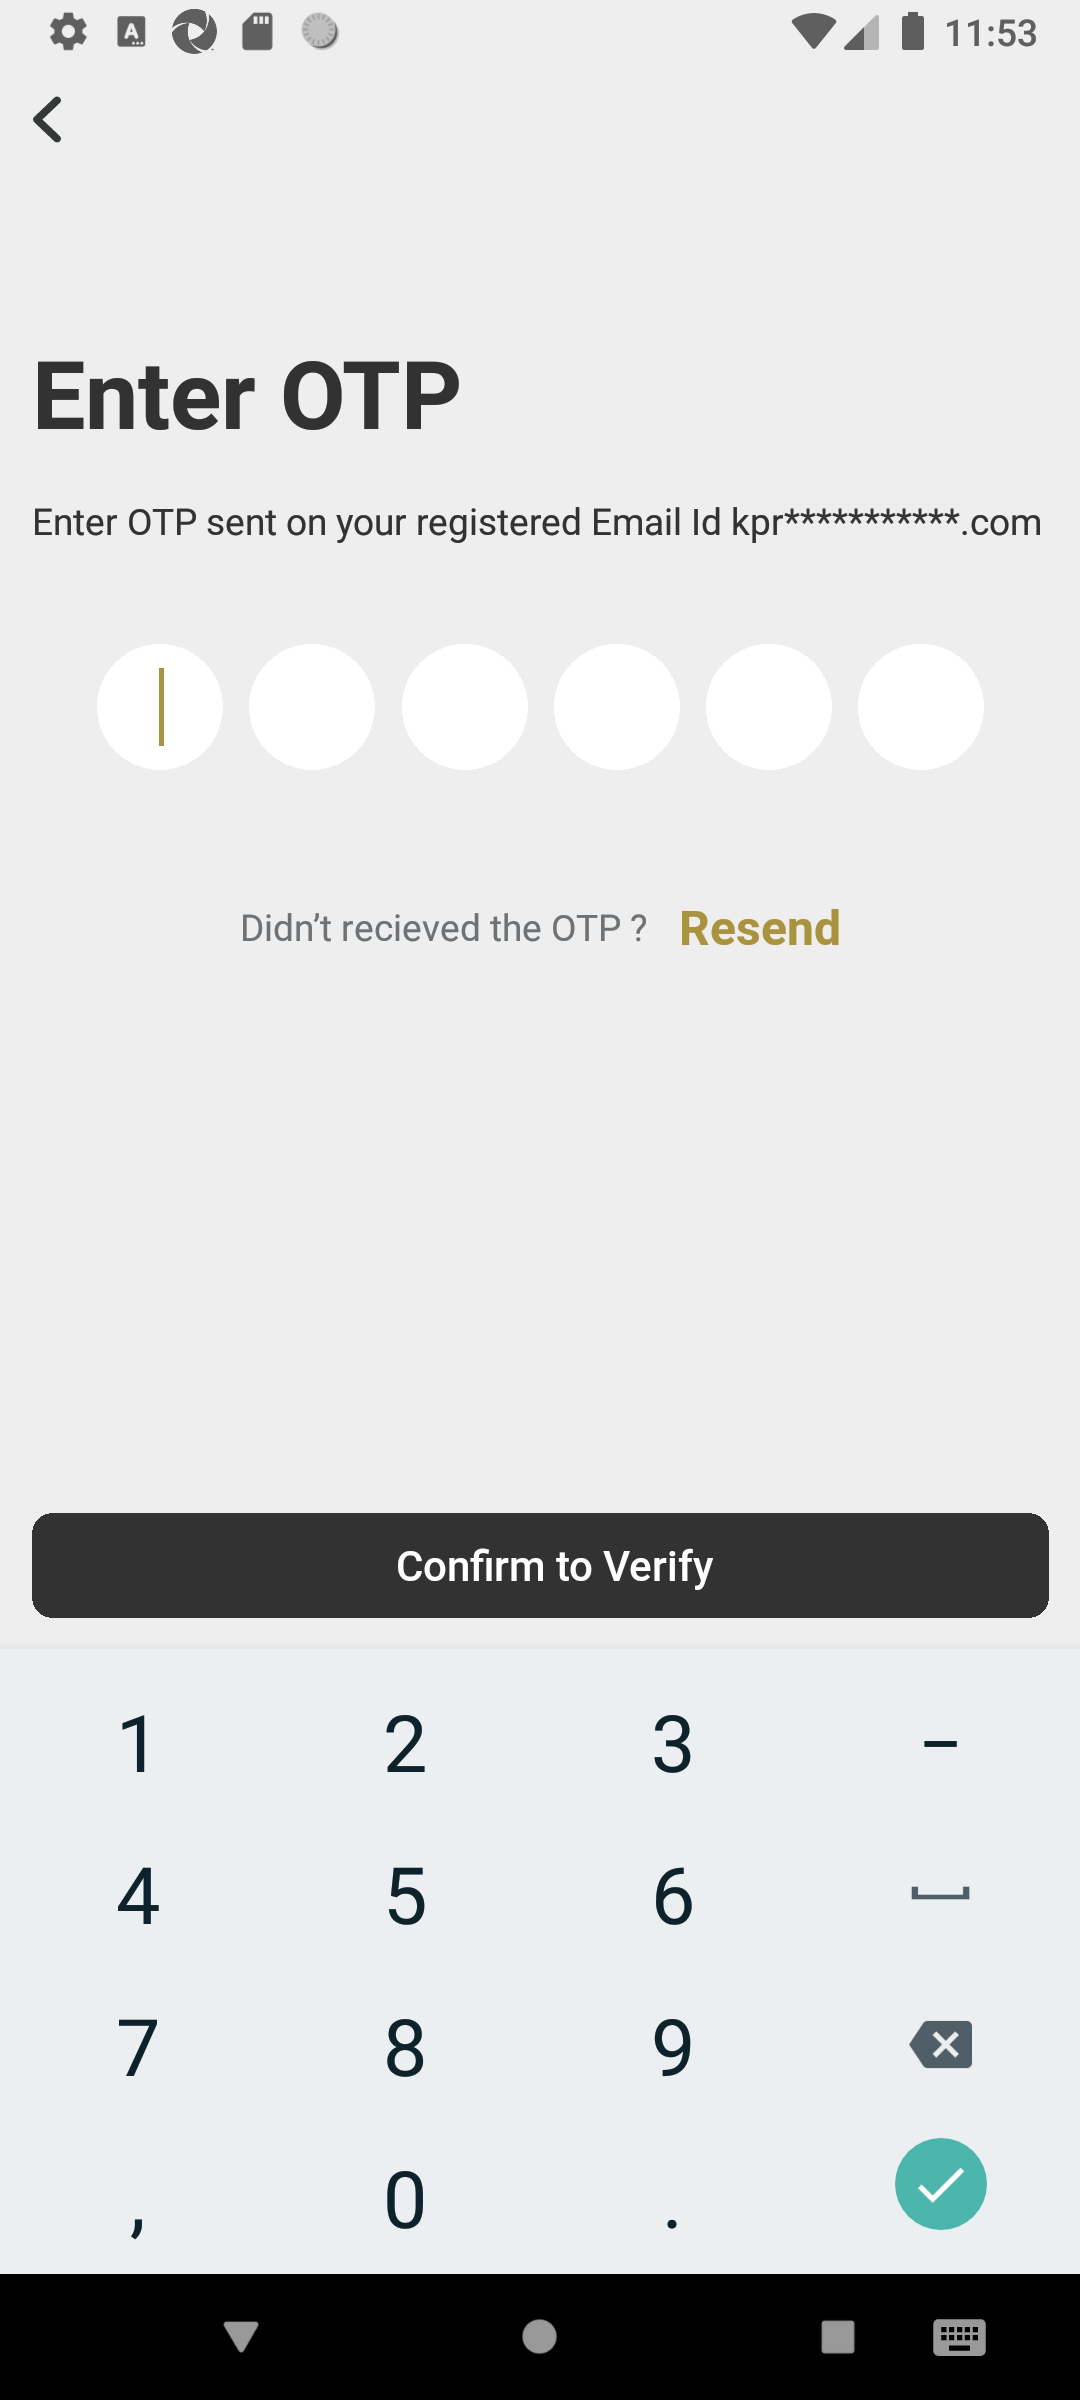 11:53
Enter OTP
Enter OTP sent on your registered Email Id kpr***********.com
Didn’t recieved the OTP ? Resend
Confirm to Verify
1 2 3 –
4 5 6
7 8 9
, 0 .